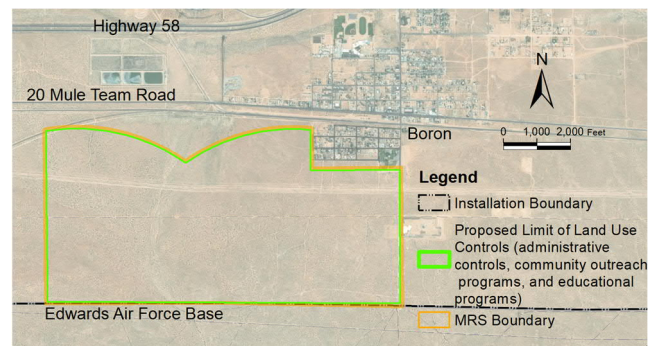 Highway 58
20 Mule Team Road
N
Boron
0 1,000 2,000 Feet
Legend
Installation Boundary
Proposed Limit of Land Use
Controls (administrative
controls, community outreach
programs, and educational
programs)
MRS Boundary
Edwards Air Force Base